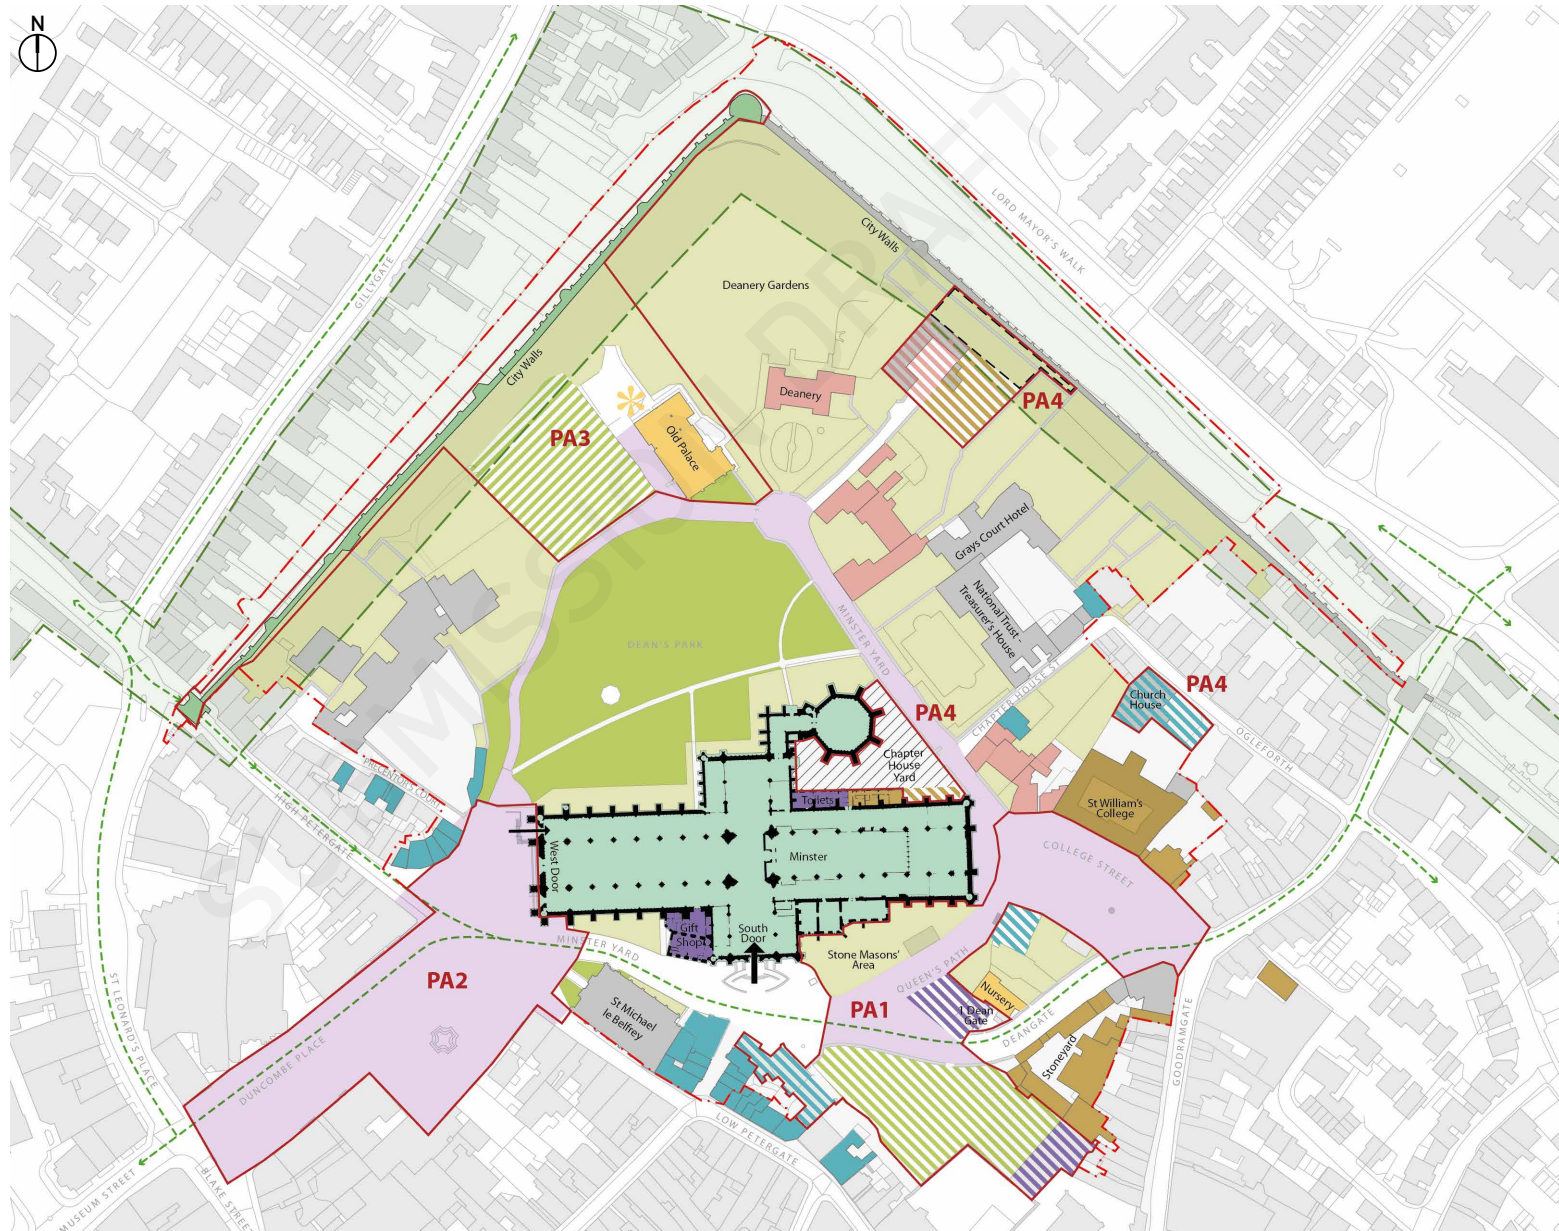 N
GILLYGATE
LORD MAYOR'S WALK
City Walls
Deanery Gardens
City Walls
Deanery
PA4
PA3
Old Palace
Grays Court Hotel
National Trust -
Treasurer's House
MINSTER YARD
DEAN'S PARK
CHAPTER HOUSE S
PA4
Church
House
OGLEFORTH
PA4
Chapter
House
Yard
PRECENTOR'S COURT
HIGH PETERGATE
Toilets
St William's
College
West Door
Minster
COLLEGE STREET
Gift
Shop
South
Door
MINSTER YARD
Stone Masons'
Area
QUEEN'S PATH
PA2
PA1
Nursery
1 Dean
Gate
DEANGATE
St Michael
le Belfrey
Stoneyard
GOODRAMGATE
ST LEONARD'S PLACE
DUNCOMBE PLACE
LOW PETERGATE
MUSEUM STREET
BLAKE STREET
SUBMISSION DRAFT